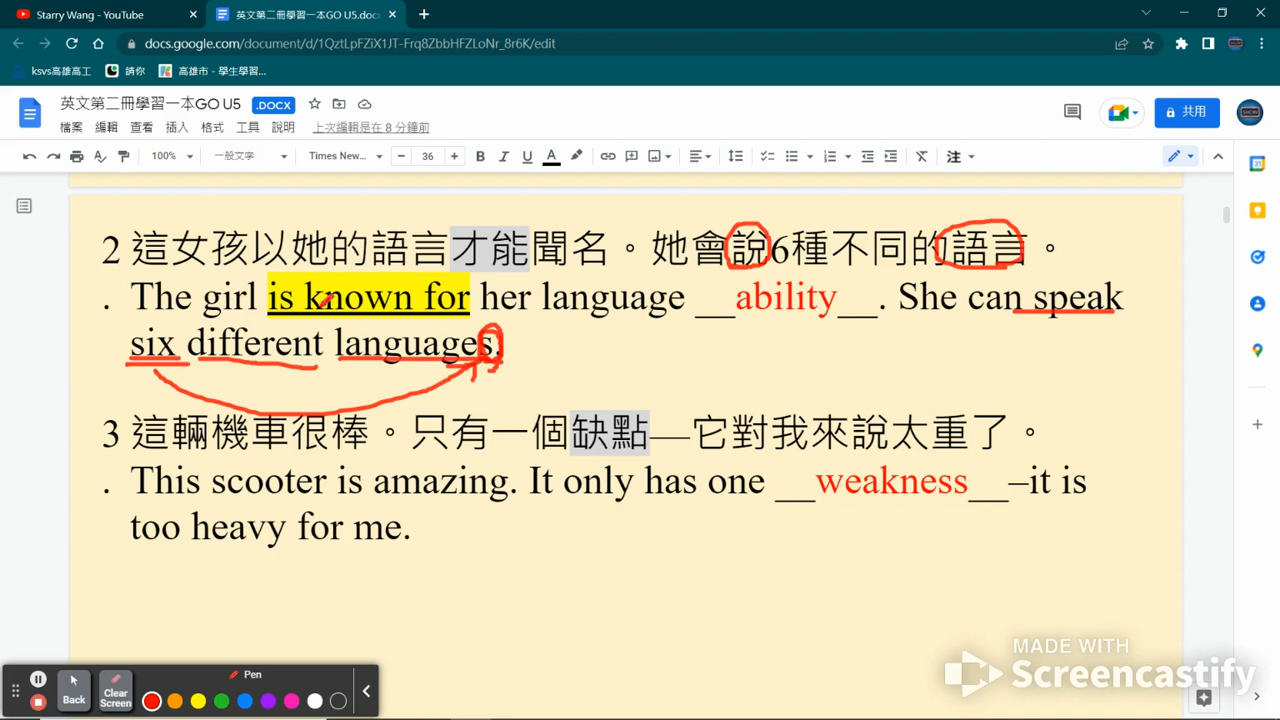 Starry Wang - YouTube
英文第二冊學習一本GO U5.docx
docs.google.com/document/d/1QztLpFZiX1JT-Frq8ZbbHFZLoNr_8r6K/edit
ksvs高雄高工
請你
高雄市 - 學生學習...
英文第二冊學習一本GO U5 .DOCX
共用
檔案 編輯 查看 插入 格式 工具 說明 上次編輯是在 8 分鐘前
100% 一般文字 Times New... 36 B I U A 注
2 這女孩以她的語言才能聞名。她會說6種不同的語言。
. The girl is known for her language __ability__. She can speak
six different languages.
3 這輛機車很棒。只有一個缺點—它對我來說太重了。
. This scooter is amazing. It only has one __weakness__–it is
too heavy for me.
Pen
Back
Clear
Screen
MADE WITH
Screencastify